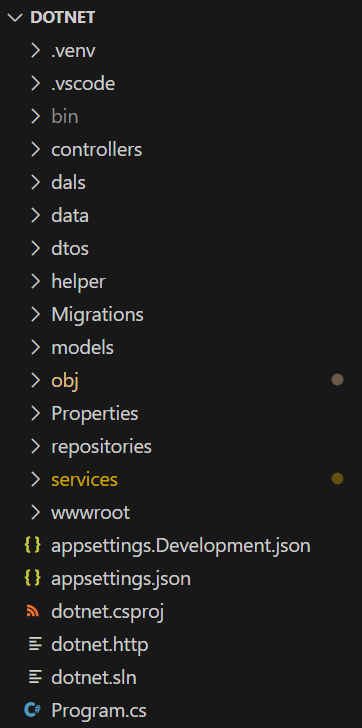 DOTNET
.venv
.vscode
bin
controllers
dals
data
dtos
helper
Migrations
models
obj
Properties
repositories
services
wwwroot
{ } appsettings.Development.json
{ } appsettings.json
dotnet.csproj
dotnet.http
dotnet.sln
C# Program.cs